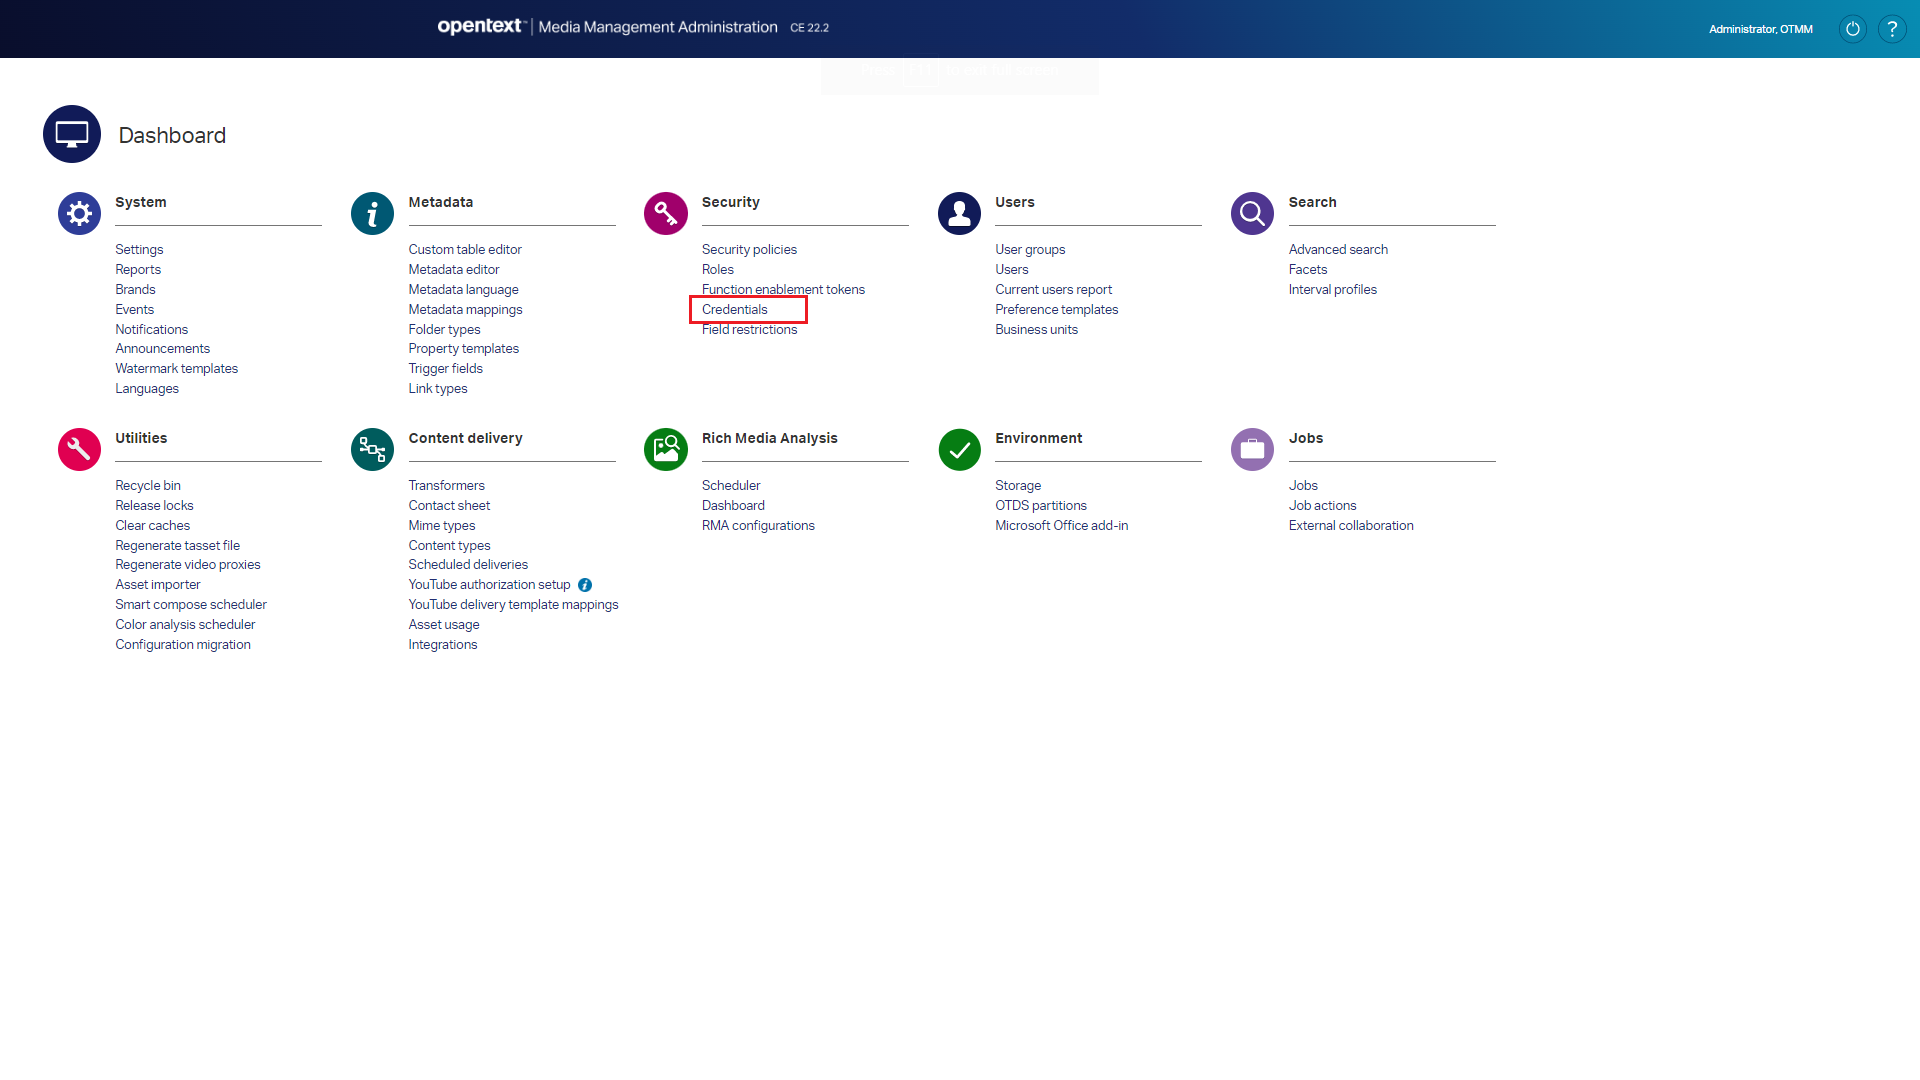 opentext™ | Media Management Administration CE 22.2
Administrator, OTMM
?
Dashboard
System
Settings
Reports
Brands
Events
Notifications
Announcements
Watermark templates
Languages
Metadata
Custom table editor
Metadata editor
Metadata language
Metadata mappings
Folder types
Property templates
Trigger fields
Link types
Security
Security policies
Roles
Function enablement tokens
Credentials
Field restrictions
Users
User groups
Users
Current users report
Preference templates
Business units
Search
Advanced search
Facets
Interval profiles
Utilities
Recycle bin
Release locks
Clear caches
Regenerate tasset file
Regenerate video proxies
Asset importer
Smart compose scheduler
Color analysis scheduler
Configuration migration
Content delivery
Transformers
Contact sheet
Mime types
Content types
Scheduled deliveries
YouTube authorization setup
YouTube delivery template mappings
Asset usage
Integrations
Rich Media Analysis
Scheduler
Dashboard
RMA configurations
Environment
Storage
OTDS partitions
Microsoft Office add-in
Jobs
Jobs
Job actions
External collaboration